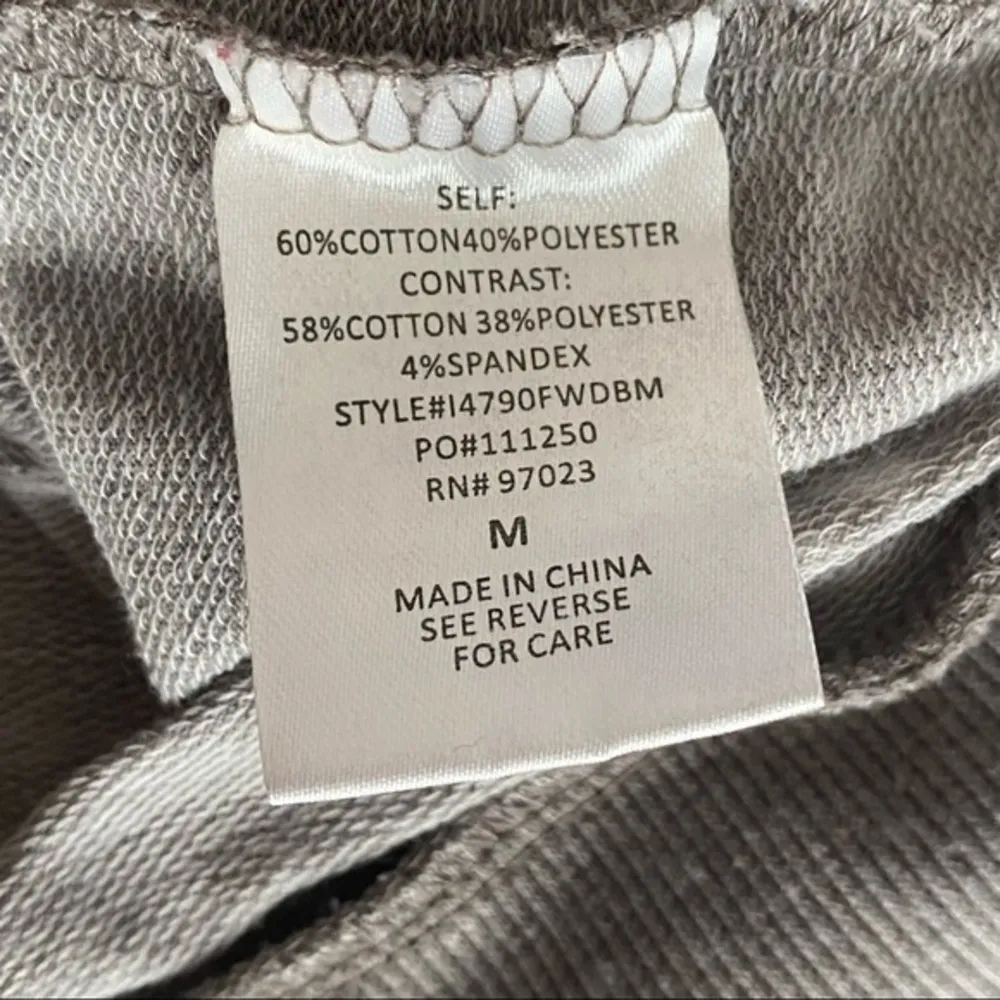 SELF:
60%COTTON40%POLYESTER
CONTRAST:
58%COTTON 38%POLYESTER
4%SPANDEX
STYLE#I4790FWDBM
PO#111250
RN# 97023
M
MADE IN CHINA
SEE REVERSE
FOR CARE